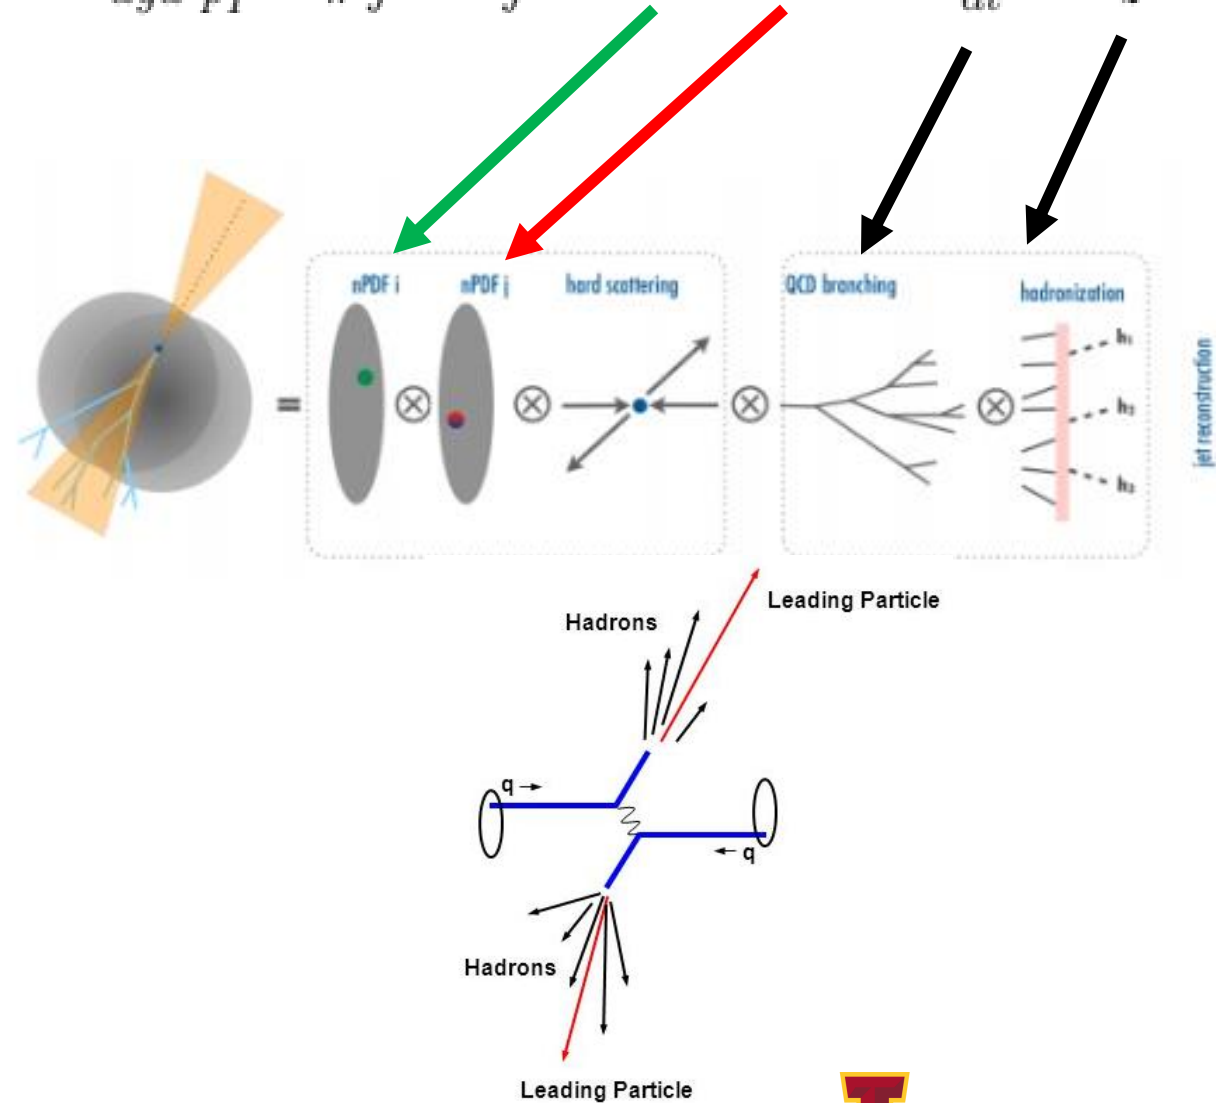 nPDF i
nPDF j
hard scattering
QCD branching
hadronization
h₁
h₂
h₃
jet reconstruction
Leading Particle
Hadrons
q
q
Hadrons
Leading Particle